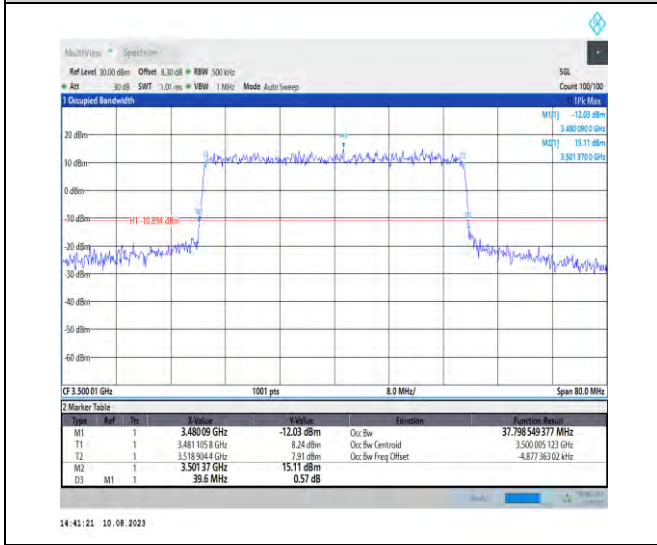 MultiView Spectrum
Ref Level 30.00 dBm Offset 8.30 dB RBW 500 kHz SGL
Att 30 dB SWT 1.01 ms VBW 1 MHz Mode Auto Sweep Count 100/100
1 Occupied Bandwidth 1Pk Max
M1[1] -12.03 dBm
3.480 090 0 GHz
M2[1] 15.11 dBm
3.501 370 0 GHz
20 dBm
10 dBm
0 dBm
-10 dBm
H1 -10.894 dBm
-20 dBm
-30 dBm
-40 dBm
-50 dBm
-60 dBm
M1
T1
M2
T2
CF 3.500 01 GHz 1001 pts 8.0 MHz/ Span 80.0 MHz
2 Marker Table
Type Ref Trc X-Value Y-Value Function Function Result
M1 1 3.48009 GHz -12.03 dBm Occ Bw 37.798 549 377 MHz
T1 1 3.481 105 8 GHz 8.24 dBm Occ Bw Centroid 3.500 005 123 GHz
T2 1 3.518 904 4 GHz 7.91 dBm Occ Bw Freq Offset -4.877 363 02 kHz
M2 1 3.501 37 GHz 15.11 dBm
D3 M1 1 39.6 MHz 0.57 dB
14:41:21 10.08.2023